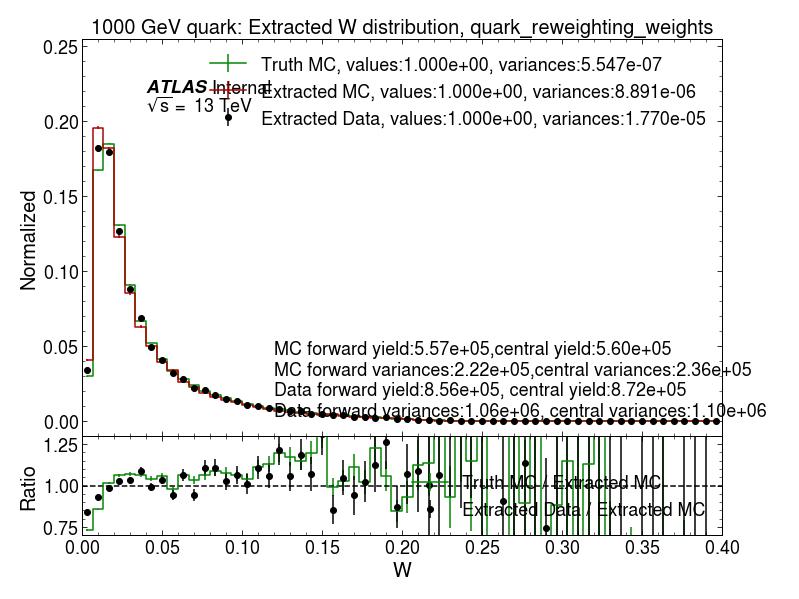 1000 GeV quark: Extracted W distribution, quark_reweighting_weights
0.25
0.20
0.15
0.10
0.05
0.00
Normalized
ATLAS Internal
√s = 13 TeV
Truth MC, values:1.000e+00, variances:5.547e-07
Extracted MC, values:1.000e+00, variances:8.891e-06
Extracted Data, values:1.000e+00, variances:1.770e-05
MC forward yield:5.57e+05,central yield:5.60e+05
MC forward variances:2.22e+05,central variances:2.36e+05
Data forward yield:8.56e+05, central yield:8.72e+05
Data forward variances:1.06e+06, central variances:1.10e+06
1.25
1.00
0.75
Ratio
Truth MC / Extracted MC
Extracted Data / Extracted MC
0.00 0.05 0.10 0.15 0.20 0.25 0.30 0.35 0.40
W